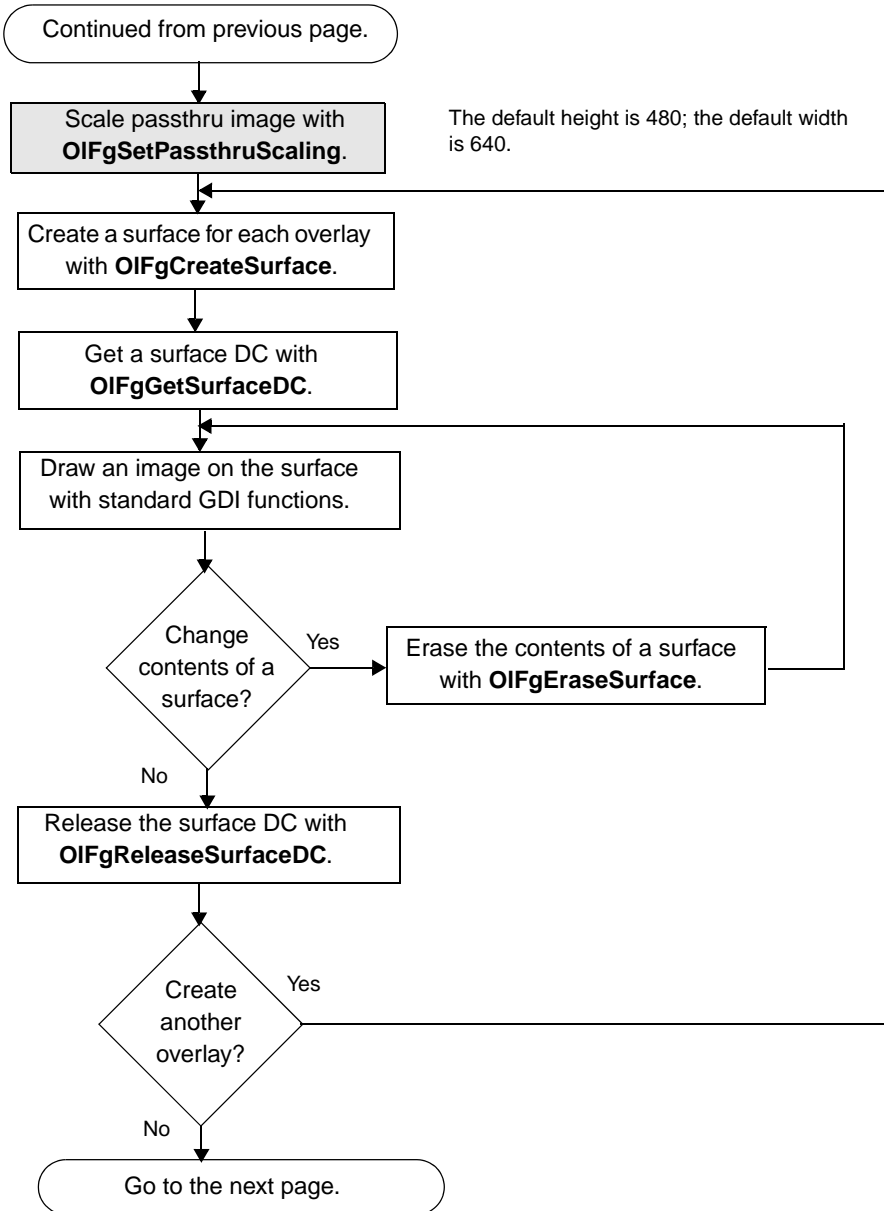 Continued from previous page.
Scale passthru image with
OlFgSetPassthruScaling.
The default height is 480; the default width
is 640.
Create a surface for each overlay
with OlFgCreateSurface.
Get a surface DC with
OlFgGetSurfaceDC.
Draw an image on the surface
with standard GDI functions.
Change
contents of a
surface?
Yes
Erase the contents of a surface
with OlFgEraseSurface.
No
Release the surface DC with
OlFgReleaseSurfaceDC.
Create
another
overlay?
Yes
No
Go to the next page.